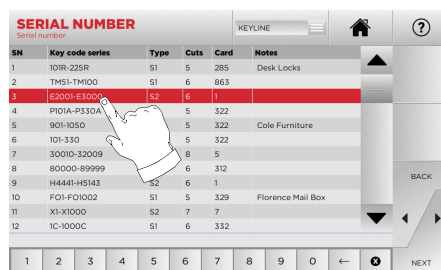 SERIAL NUMBER
Serial number
KEYLINE
?
SN Key code series Type Cuts Card Notes
1 101R-225R S1 5 285 Desk Locks
2 TM51-TM100 S1 6 863
3 E2001-E3000 S2 6 1
4 P101A-P330A 5 322
5 901-1050 5 322 Cole Furniture
6 101-330 5 322
7 30010-32009 8 5
8 80000-89999 6 312
9 H4441-H5143 S2 6 1
10 FO1-FO1002 S1 5 329 Florence Mail Box
11 X1-X1000 S2 7 7
12 1C-1000C S1 6 332
BACK
/
1 2 3 4 5 6 7 8 9 0 ←
NEXT